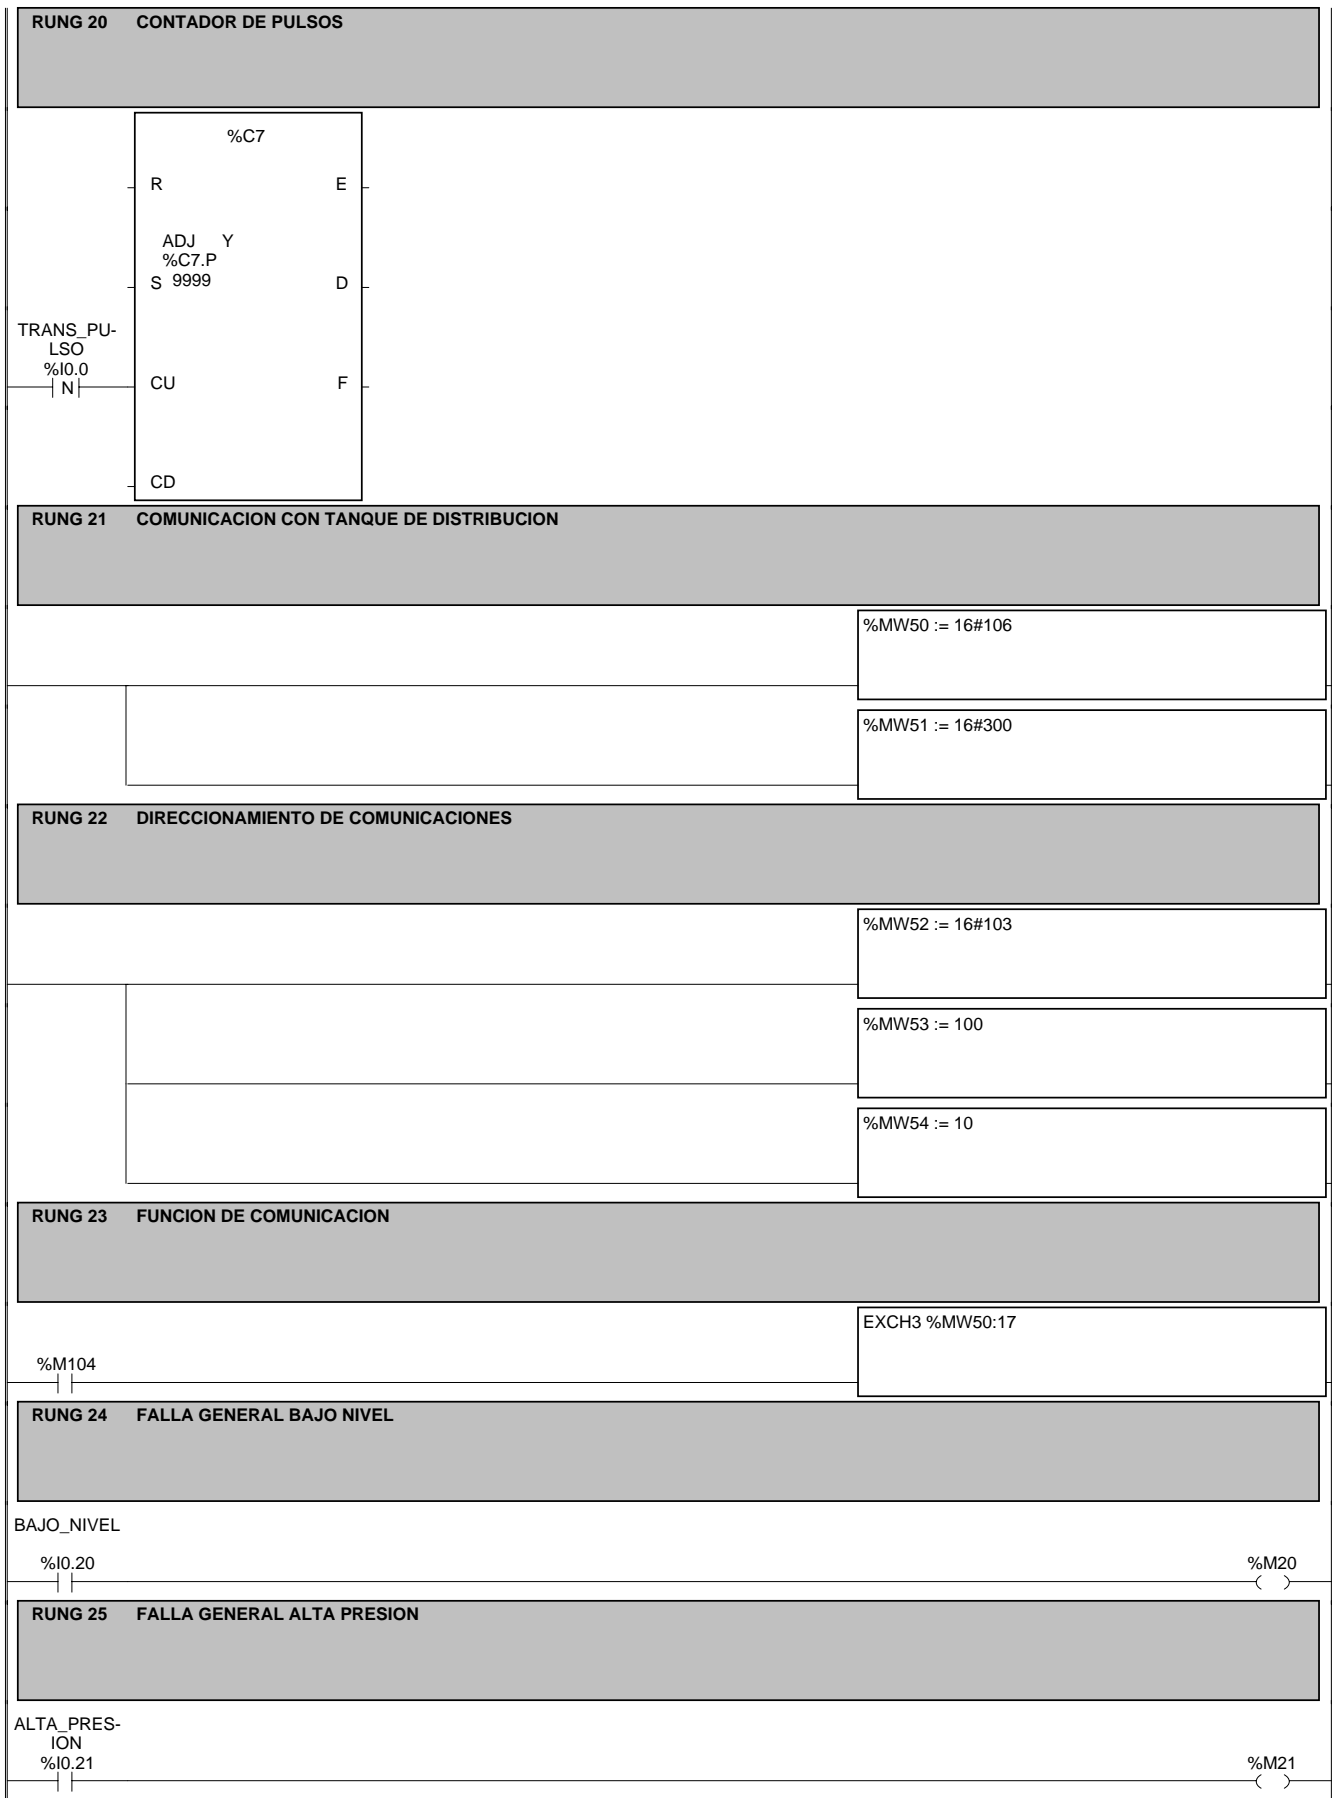 RUNG 20 CONTADOR DE PULSOS
%C7
R E
ADJ Y
%C7.P
S 9999 D
TRANS_PU-
LSO
%I0.0
N
CU F
CD
RUNG 21 COMUNICACION CON TANQUE DE DISTRIBUCION
%MW50 := 16#106
%MW51 := 16#300
RUNG 22 DIRECCIONAMIENTO DE COMUNICACIONES
%MW52 := 16#103
%MW53 := 100
%MW54 := 10
RUNG 23 FUNCION DE COMUNICACION
EXCH3 %MW50:17
%M104
RUNG 24 FALLA GENERAL BAJO NIVEL
BAJO_NIVEL
%I0.20 %M20
RUNG 25 FALLA GENERAL ALTA PRESION
ALTA_PRES-
ION
%I0.21 %M21